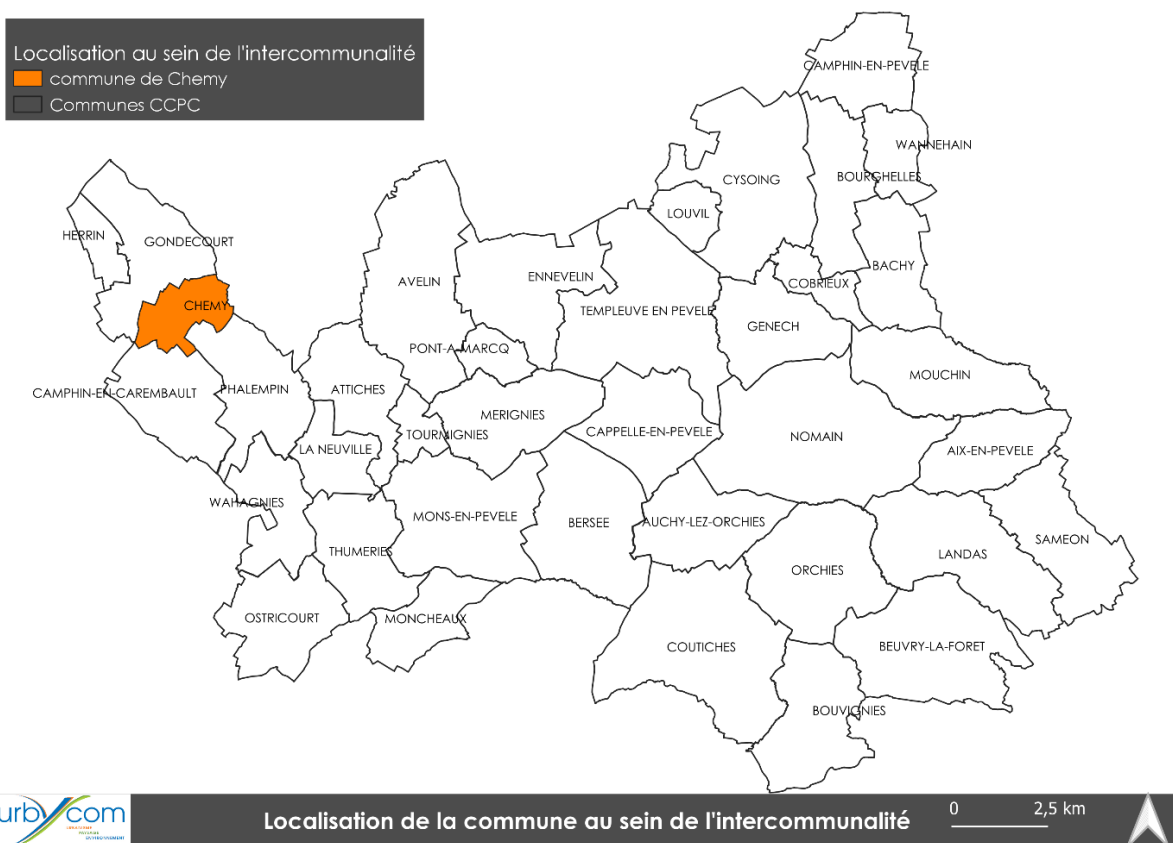 Localisation au sein de l'intercommunalité
commune de Chemy
Communes CCPC
CAMPHIN-EN-PEVELE
WANNEHAIN
CYSOING
BOURGHELLES
LOUVIL
HERRIN
GONDECOURT
BACHY
ENNEVELIN
AVELIN
COBRIEUX
CHEMY
TEMPLEUVE EN PEVELE
GENECH
PONT-A-MARCQ
MOUCHIN
CAMPHIN-EN-CAREMBAULT
PHALEMPIN
ATTICHES
MERIGNIES
CAPPELLE-EN-PEVELE
TOURMIGNIES
NOMAIN
LA NEUVILLE
AIX-EN-PEVELE
WAHAGNIES
MONS-EN-PEVELE
BERSEE
AUCHY-LEZ-ORCHIES
SAMEON
THUMERIES
LANDAS
ORCHIES
OSTRICOURT
MONCHEAUX
COUTICHES
BEUVRY-LA-FORET
BOUVIGNIES
urbycom
Localisation de la commune au sein de l'intercommunalité
0 2,5 km